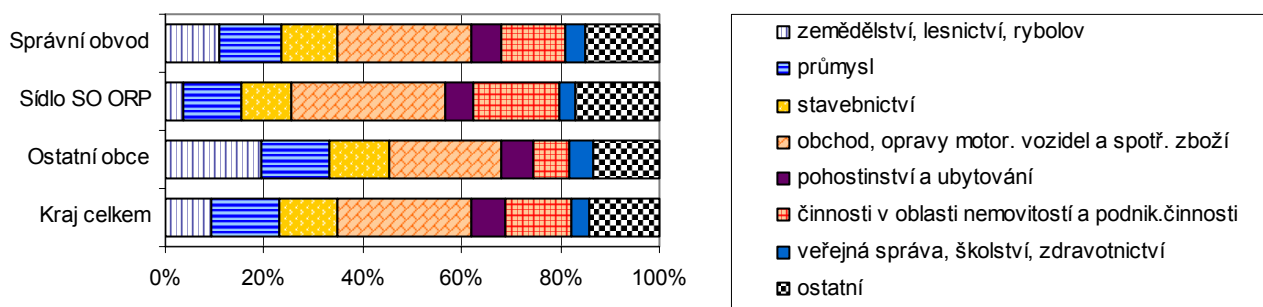 Správní obvod
Sídlo SO ORP
Ostatní obce
Kraj celkem
0% 20% 40% 60% 80% 100%
zemědělství, lesnictví, rybolov
průmysl
stavebnictví
obchod, opravy motor. vozidel a spotř. zboží
pohostinství a ubytování
činnosti v oblasti nemovitostí a podnik.činnosti
veřejná správa, školství, zdravotnictví
ostatní